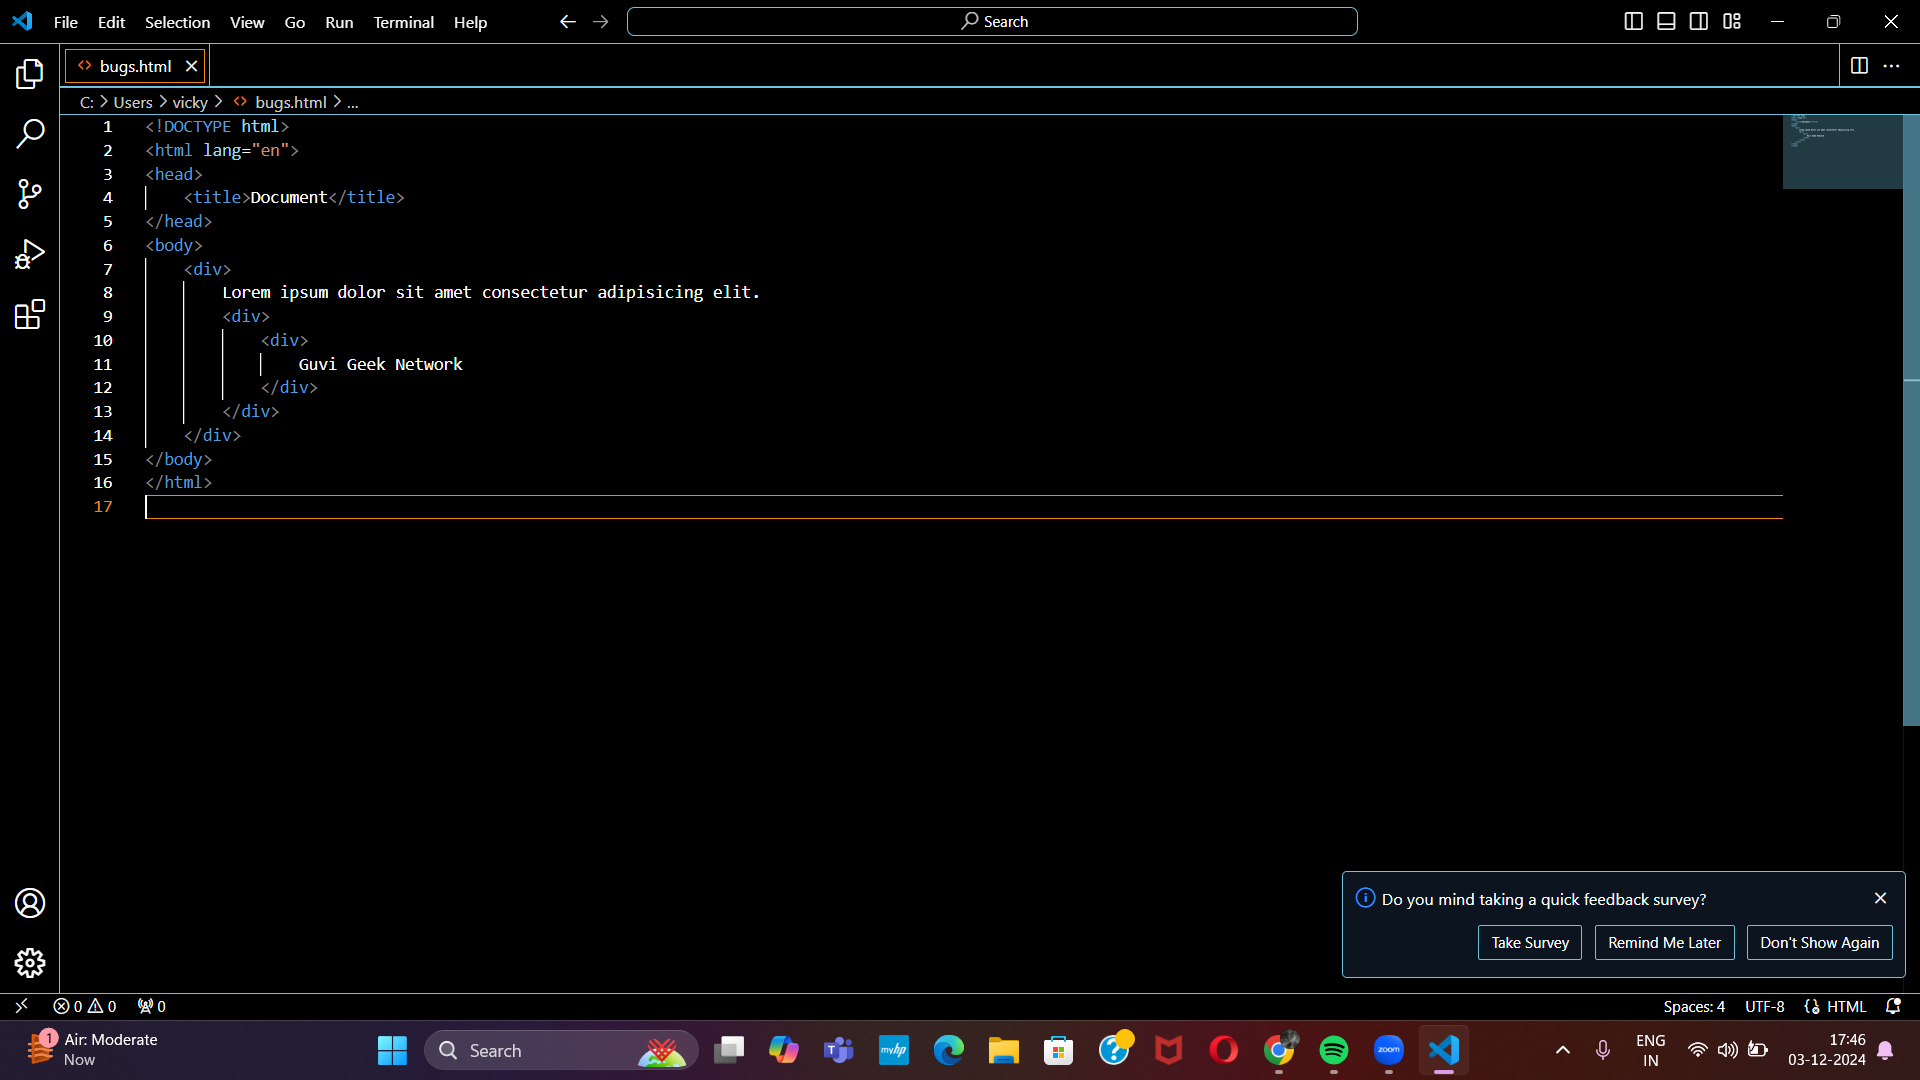 File Edit Selection View Go Run Terminal Help Search
bugs.html
C: > Users > vicky > bugs.html > ...
1 <!DOCTYPE html>
2 <html lang="en">
3 <head>
4 <title>Document</title>
5 </head>
6 <body>
7 <div>
8 Lorem ipsum dolor sit amet consectetur adipisicing elit.
9 <div>
10 <div>
11 Guvi Geek Network
12 </div>
13 </div>
14 </div>
15 </body>
16 </html>
17
Do you mind taking a quick feedback survey?
Take Survey Remind Me Later Don't Show Again
0 0 0 Spaces: 4 UTF-8 {} HTML
1 Air: Moderate
Now
Search
myhp
zoom
ENG
IN
17:46
03-12-2024